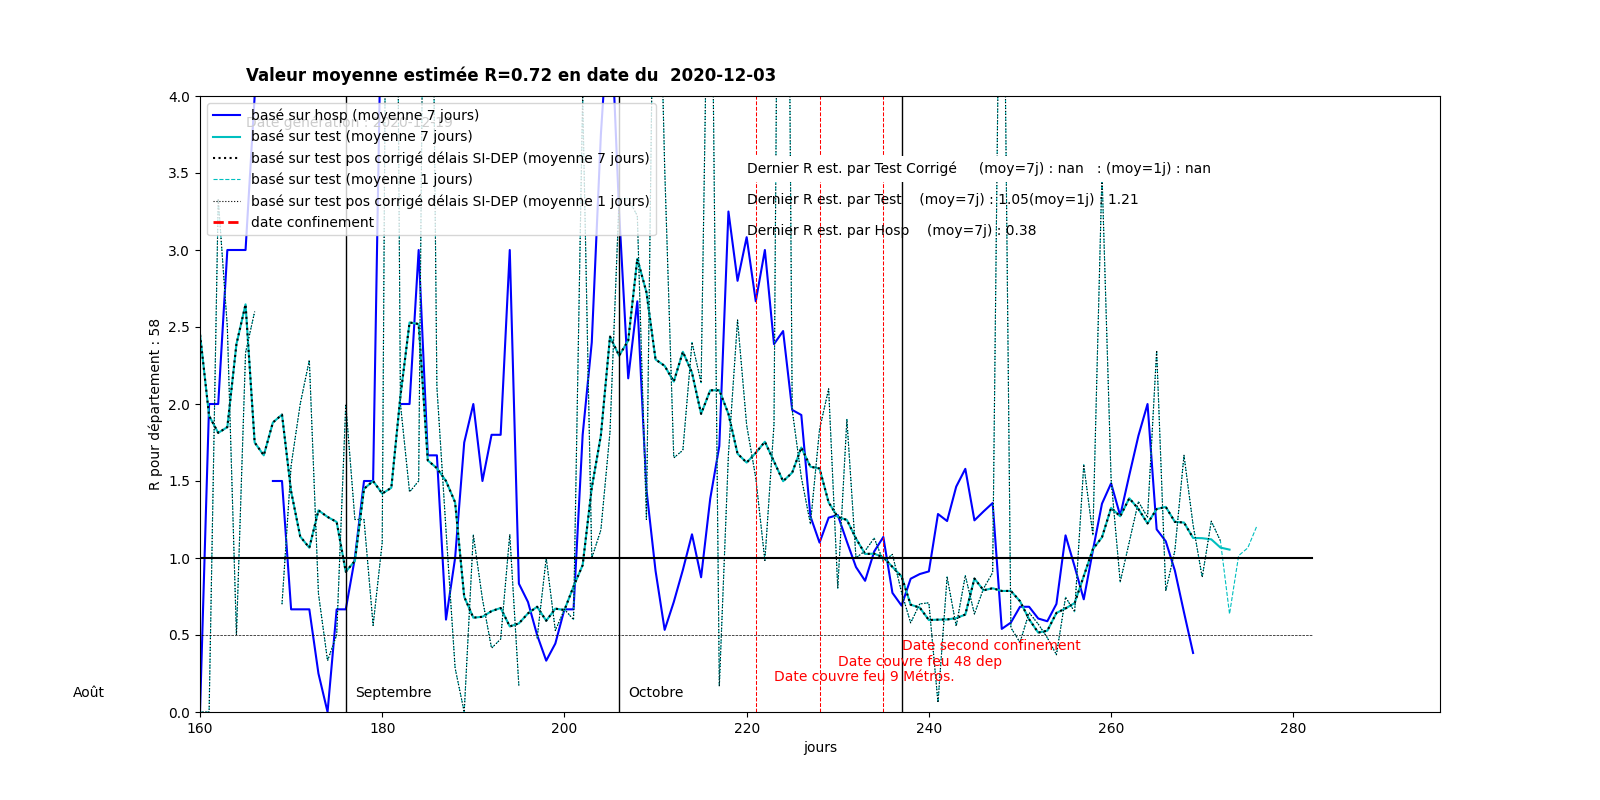 Valeur moyenne estimée R=0.72 en date du  2020-12-03
4.0
3.5
3.0
2.5
2.0
1.5
1.0
0.5
0.0
R pour département : 58
basé sur hosp (moyenne 7 jours)
basé sur test (moyenne 7 jours)
basé sur test pos corrigé délais SI-DEP (moyenne 7 jours)
basé sur test (moyenne 1 jours)
basé sur test pos corrigé délais SI-DEP (moyenne 1 jours)
date confinement
Dernier R est. par Test Corrigé (moy=7j) : nan : (moy=1j) : nan
Dernier R est. par Test (moy=7j) : 1.05(moy=1j) : 1.21
Dernier R est. par Hosp (moy=7j) : 0.38
Date second confinement
Date couvre feu 48 dep
Date couvre feu 9 Métros.
Août
Septembre
Octobre
160
180
200
220
240
260
280
jours